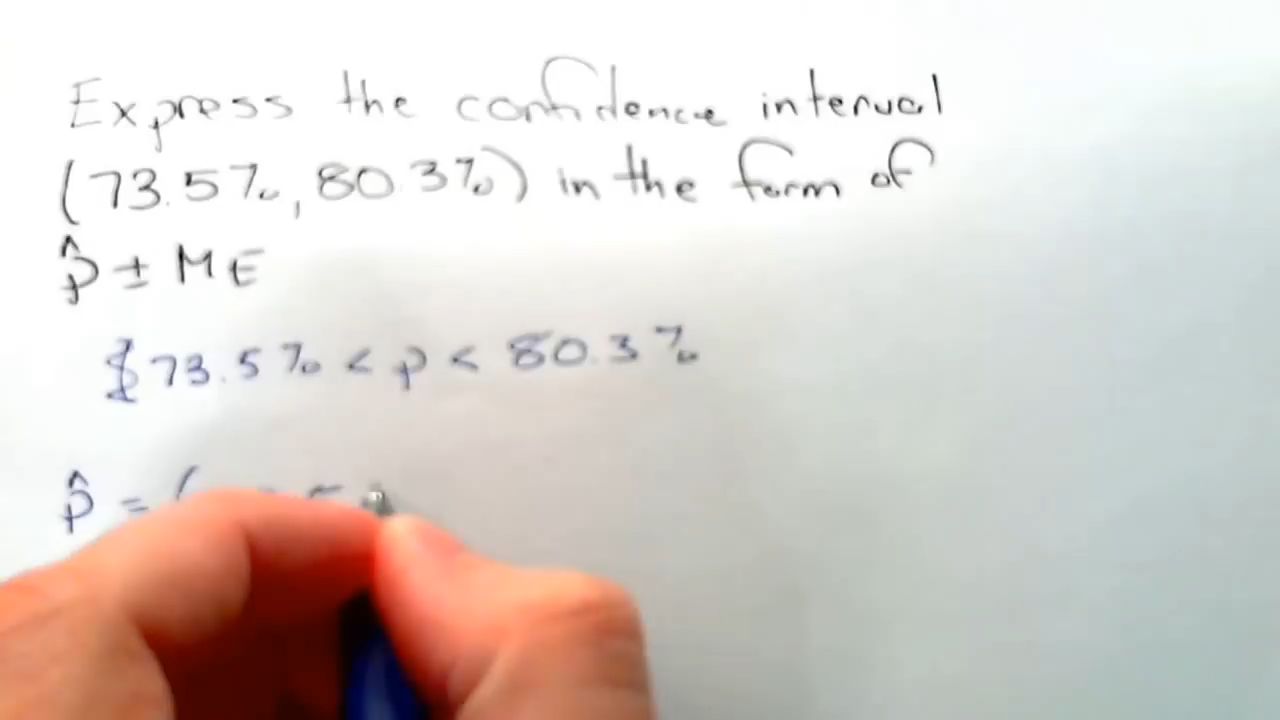 Express the confidence interval
(73.5%, 80.3%) in the form of
p̂ ± ME
73.5% < p < 80.3%
p̂ = (